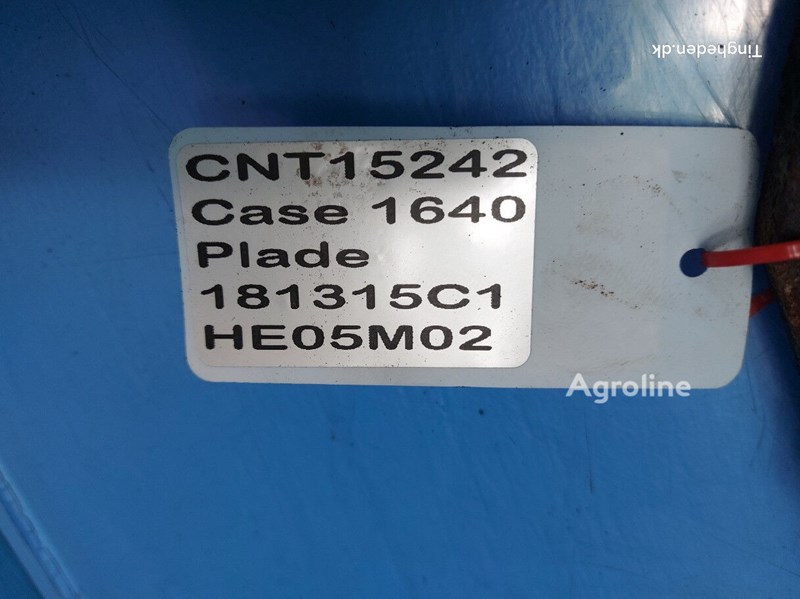 Tingheden.dk
CNT15242
Case 1640
Plade
181315C1
HE05M02
Agroline